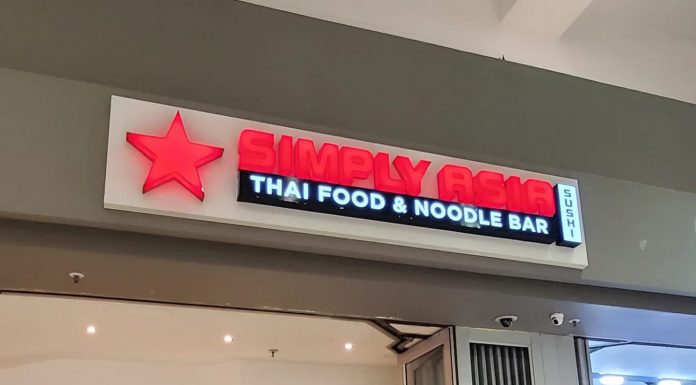 SIMPLY ASIA
THAI FOOD & NOODLE BAR
SUSHI